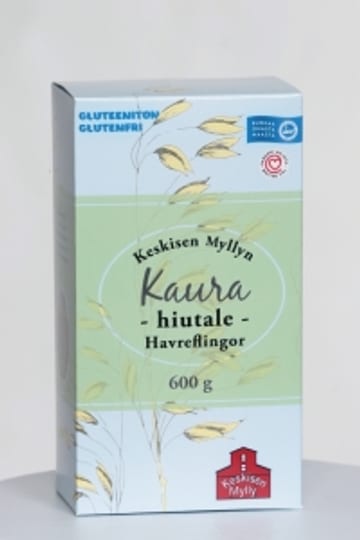 GLUTEENITON
GLUTENFRI
Keskisen Myllyn
Kaura
- hiutale -
Havreflingor
600 g
Keskisen
Mylly